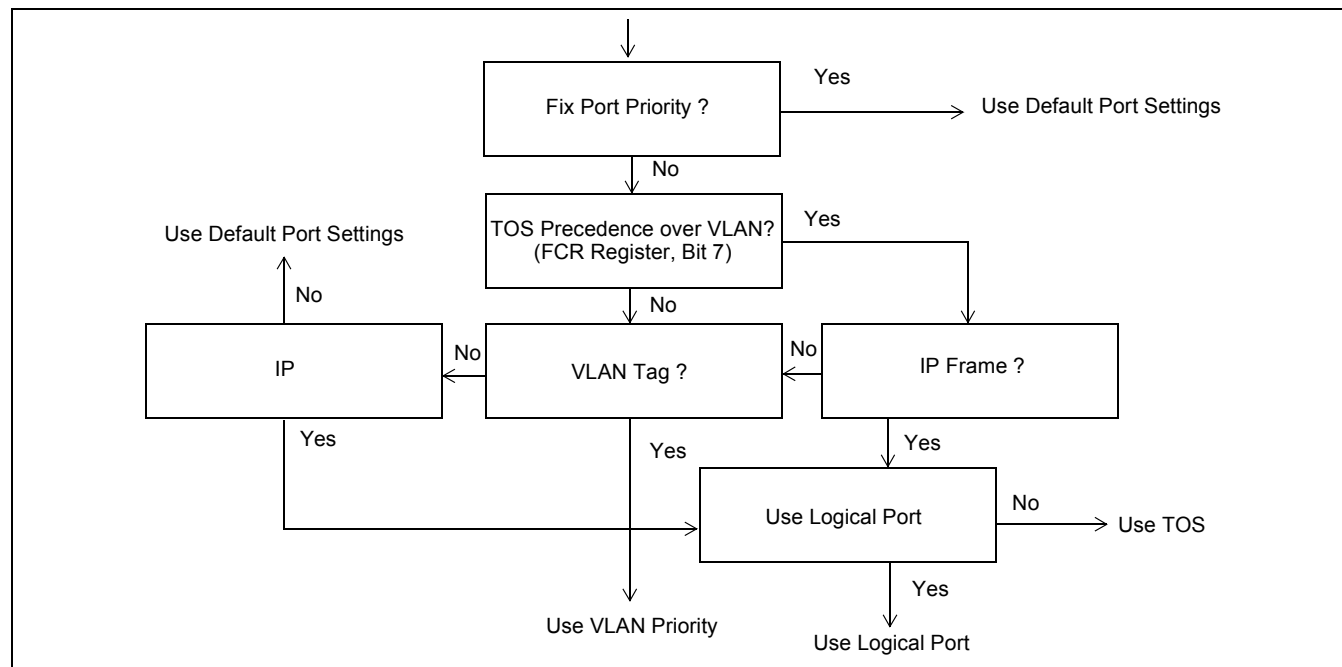 Yes
Fix Port Priority ?
Use Default Port Settings
No
TOS Precedence over VLAN?
(FCR Register, Bit 7)
Yes
Use Default Port Settings
No
No
IP
No
VLAN Tag ?
No
IP Frame ?
Yes
Yes
Yes
Use Logical Port
No
Use TOS
Yes
Use VLAN Priority
Use Logical Port